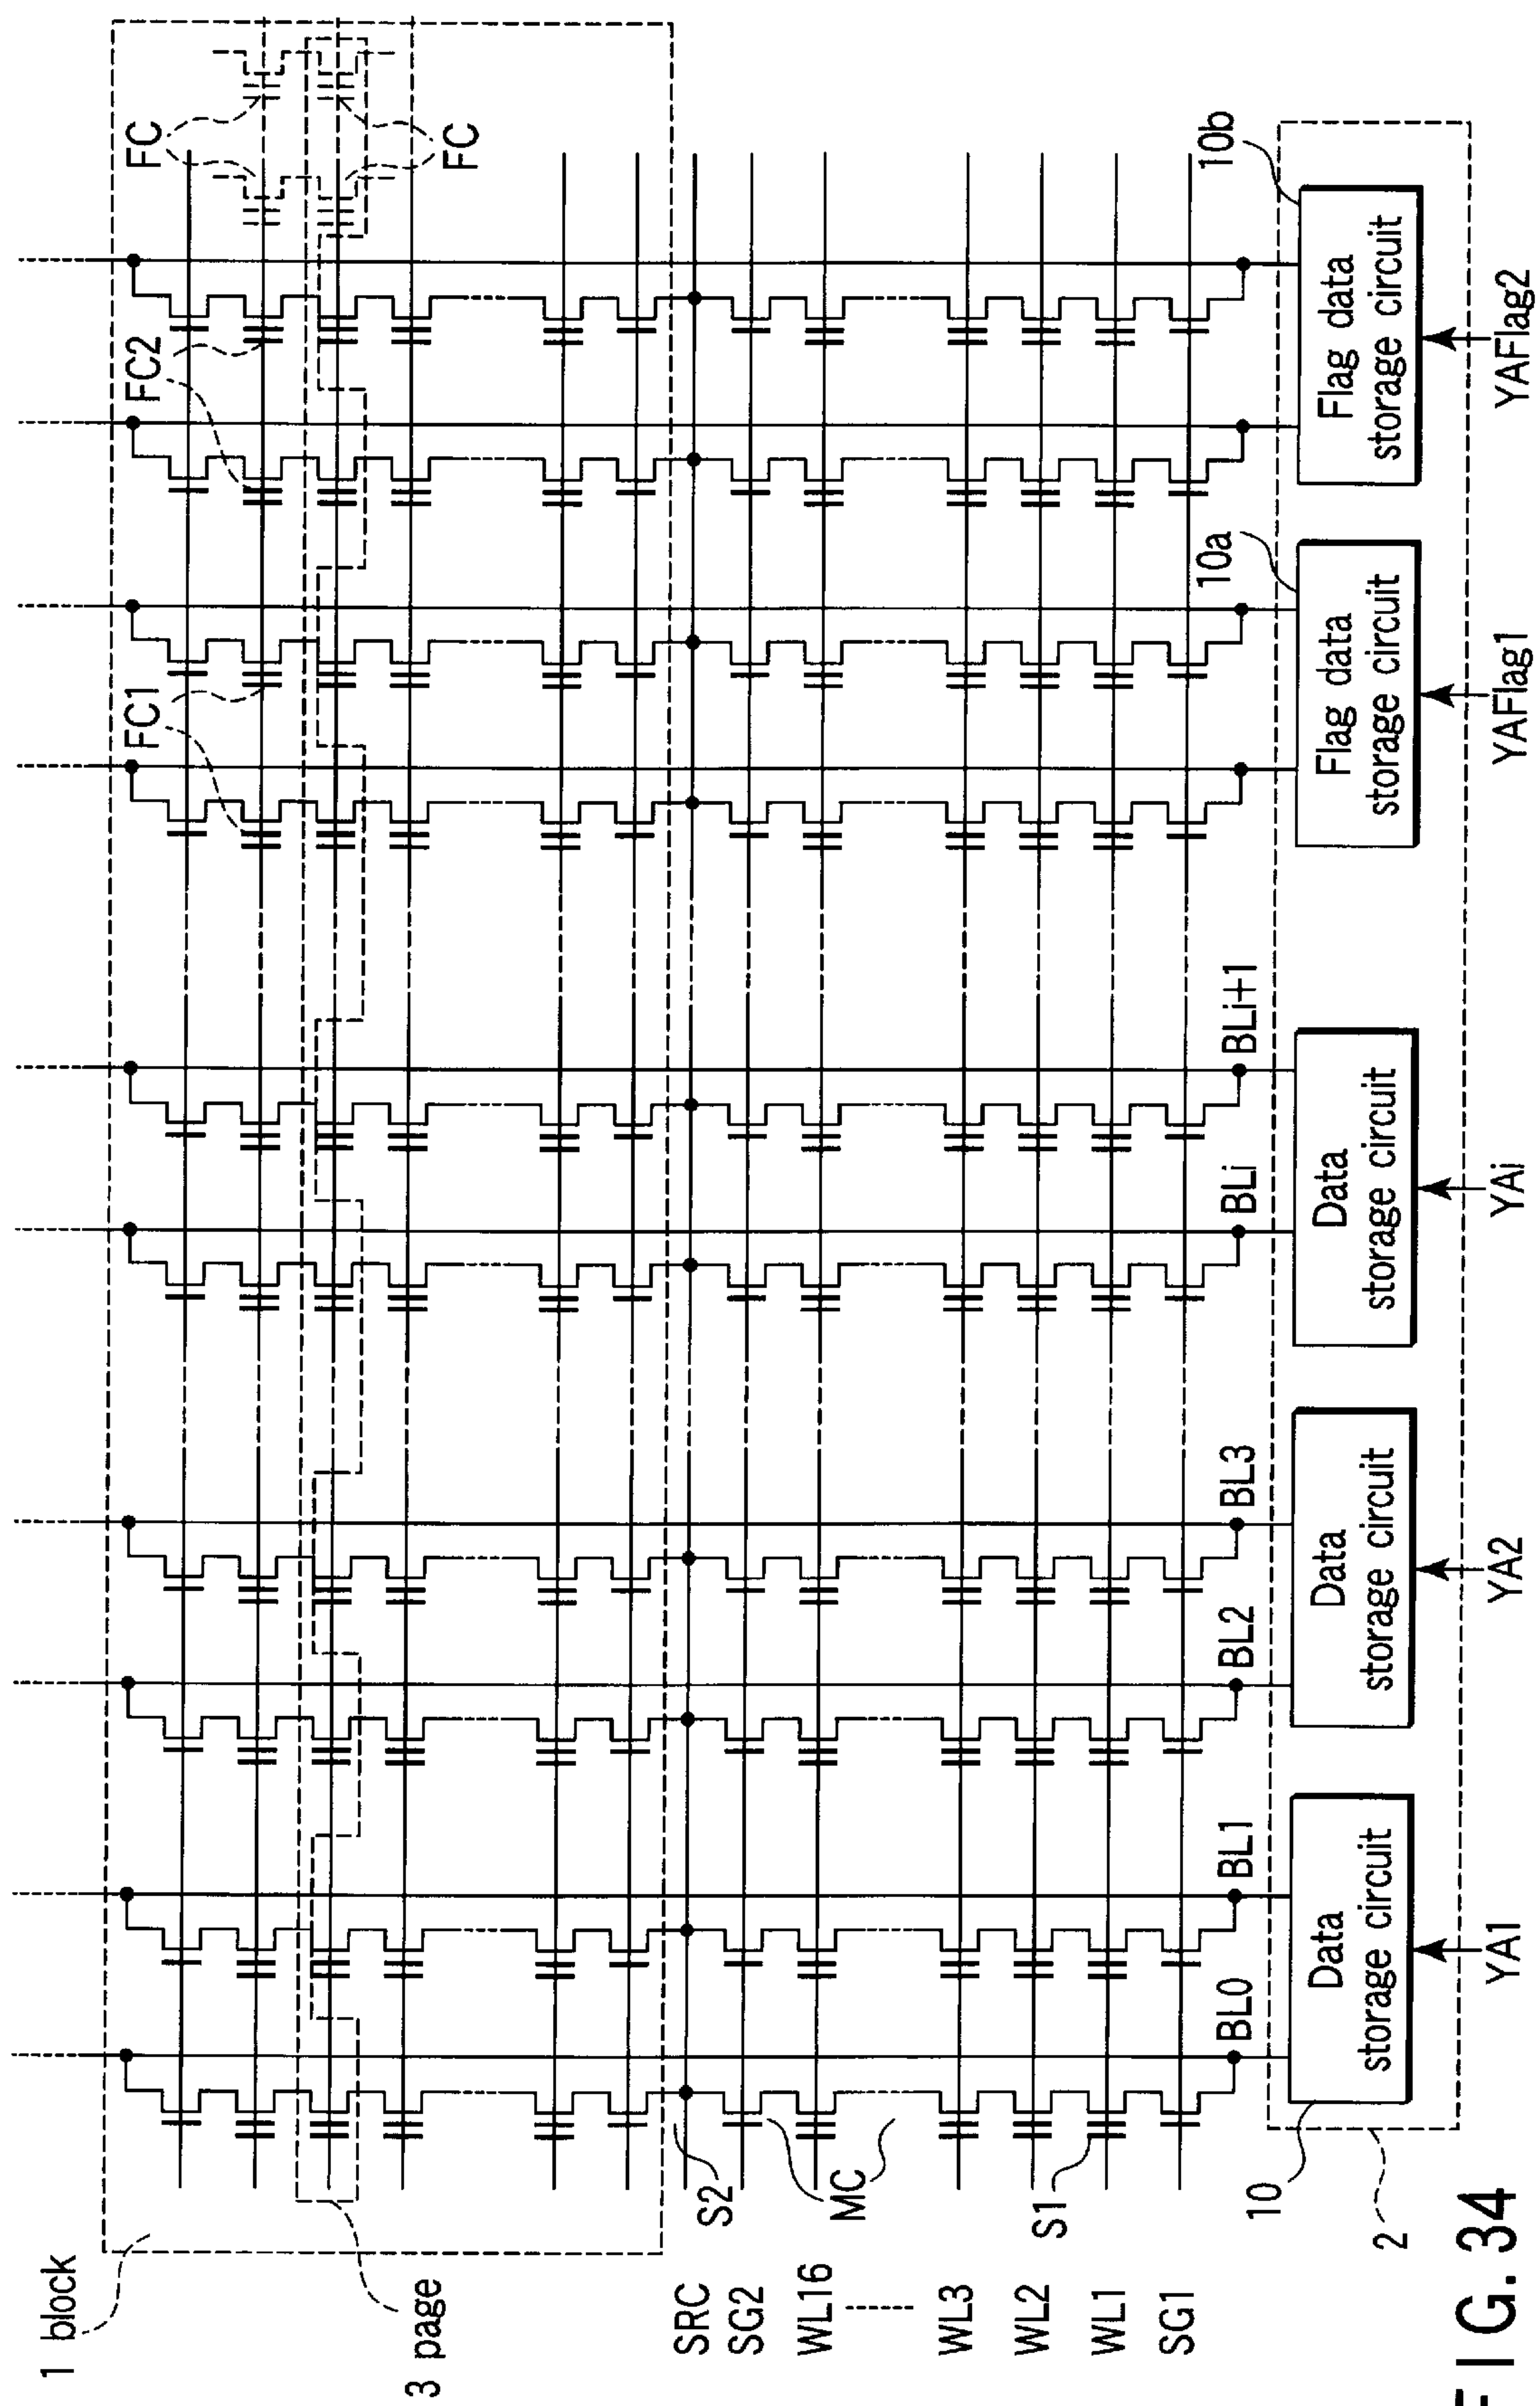 1 block
3 page
FC1
FC2
FC
FC
SRC
SG2
WL16
WL3
WL2
WL1
SG1
S2
MC
S1
BL0
BL1
BL2
BL3
BLi
BLi+1
10a
10b
10
2
Data
storage circuit
Data
storage circuit
Data
storage circuit
Flag data
storage circuit
Flag data
storage circuit
YA1
YA2
YAi
YAFlag1
YAFlag2
FIG. 34